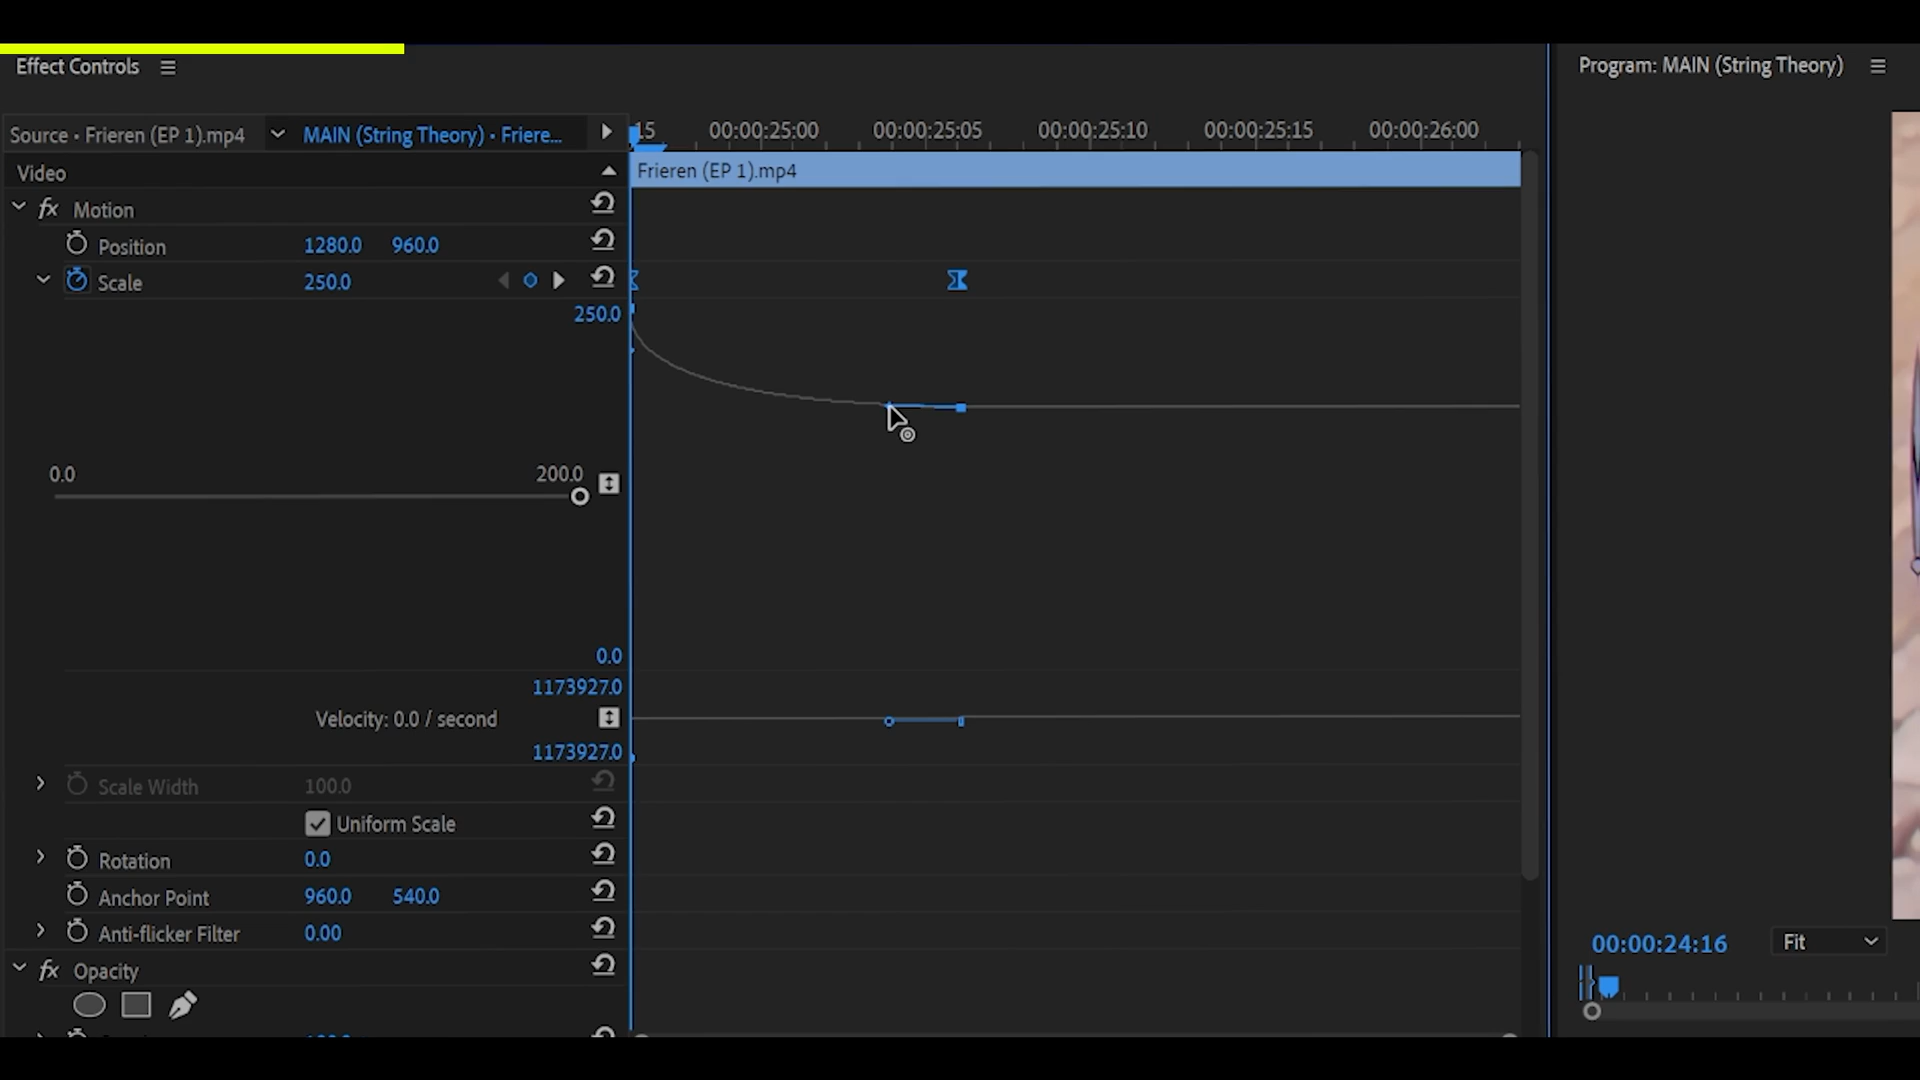 Effect Controls
Program: MAIN (String Theory)
Source • Frieren (EP 1).mp4
MAIN (String Theory) • Friere...
15
00:00:25:00
00:00:25:05
00:00:25:10
00:00:25:15
00:00:26:00
Video
Frieren (EP 1).mp4
fx Motion
Position 1280.0 960.0
Scale 250.0
250.0
0.0 200.0
0.0
1173927.0
Velocity: 0.0 / second
1173927.0
Scale Width 100.0
Uniform Scale
Rotation 0.0
Anchor Point 960.0 540.0
Anti-flicker Filter 0.00
00:00:24:16
Fit
fx Opacity